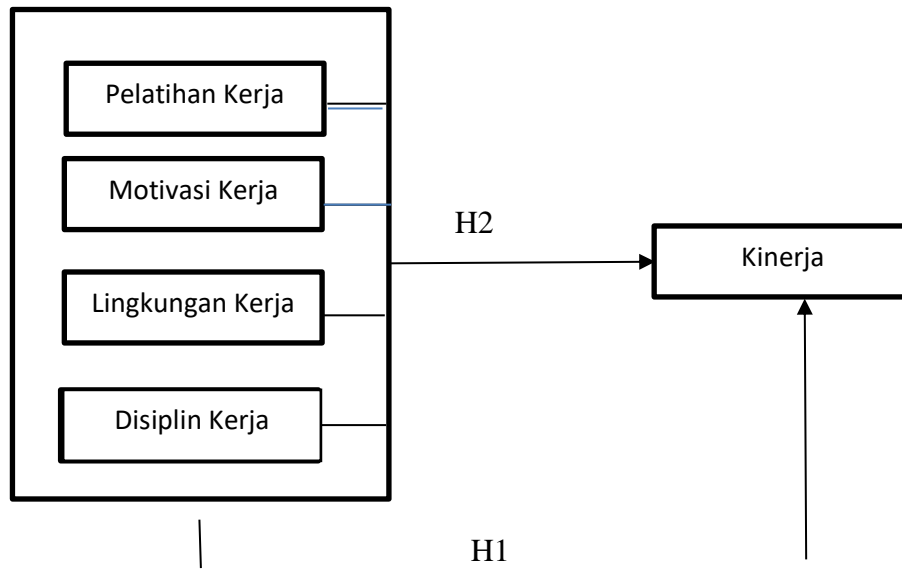 Pelatihan Kerja
Motivasi Kerja
H2
Kinerja
Lingkungan Kerja
Disiplin Kerja
H1